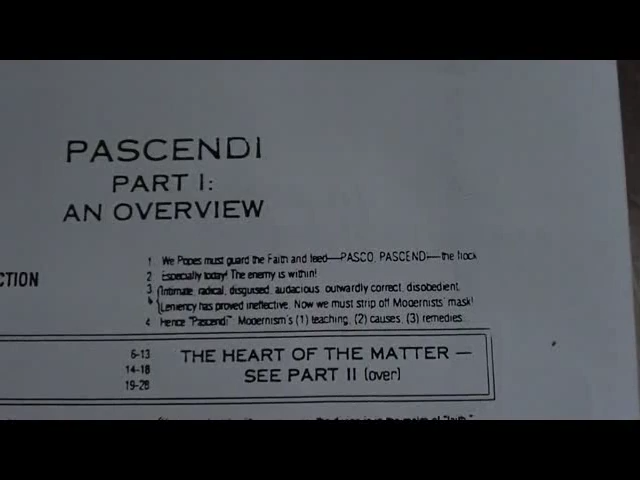 PASCENDI
PART I:
AN OVERVIEW
CTION
1 We Popes must guard the Faith and feed—PASCO, PASCENDI—the flock
2 Especially today! The enemy is within!
3 Intimate, radical, disguised, audacious, outwardly correct, disobedient.
Leniency has proved ineffective. Now we must strip off Modernists' mask!
4 Hence "Pascendi". Modernism's (1) teaching, (2) causes, (3) remedies.
6-13
14-18
19-28
THE HEART OF THE MATTER —
SEE PART II (over)